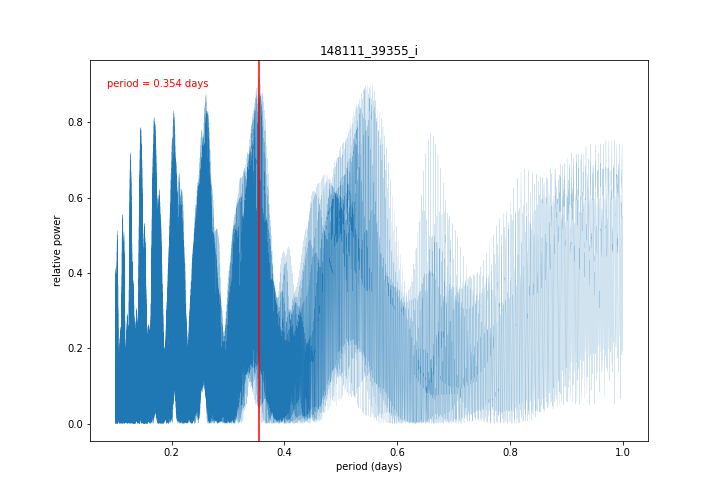 148111_39355_i
period = 0.354 days
relative power
0.8
0.6
0.4
0.2
0.0
0.2 0.4 0.6 0.8 1.0
period (days)